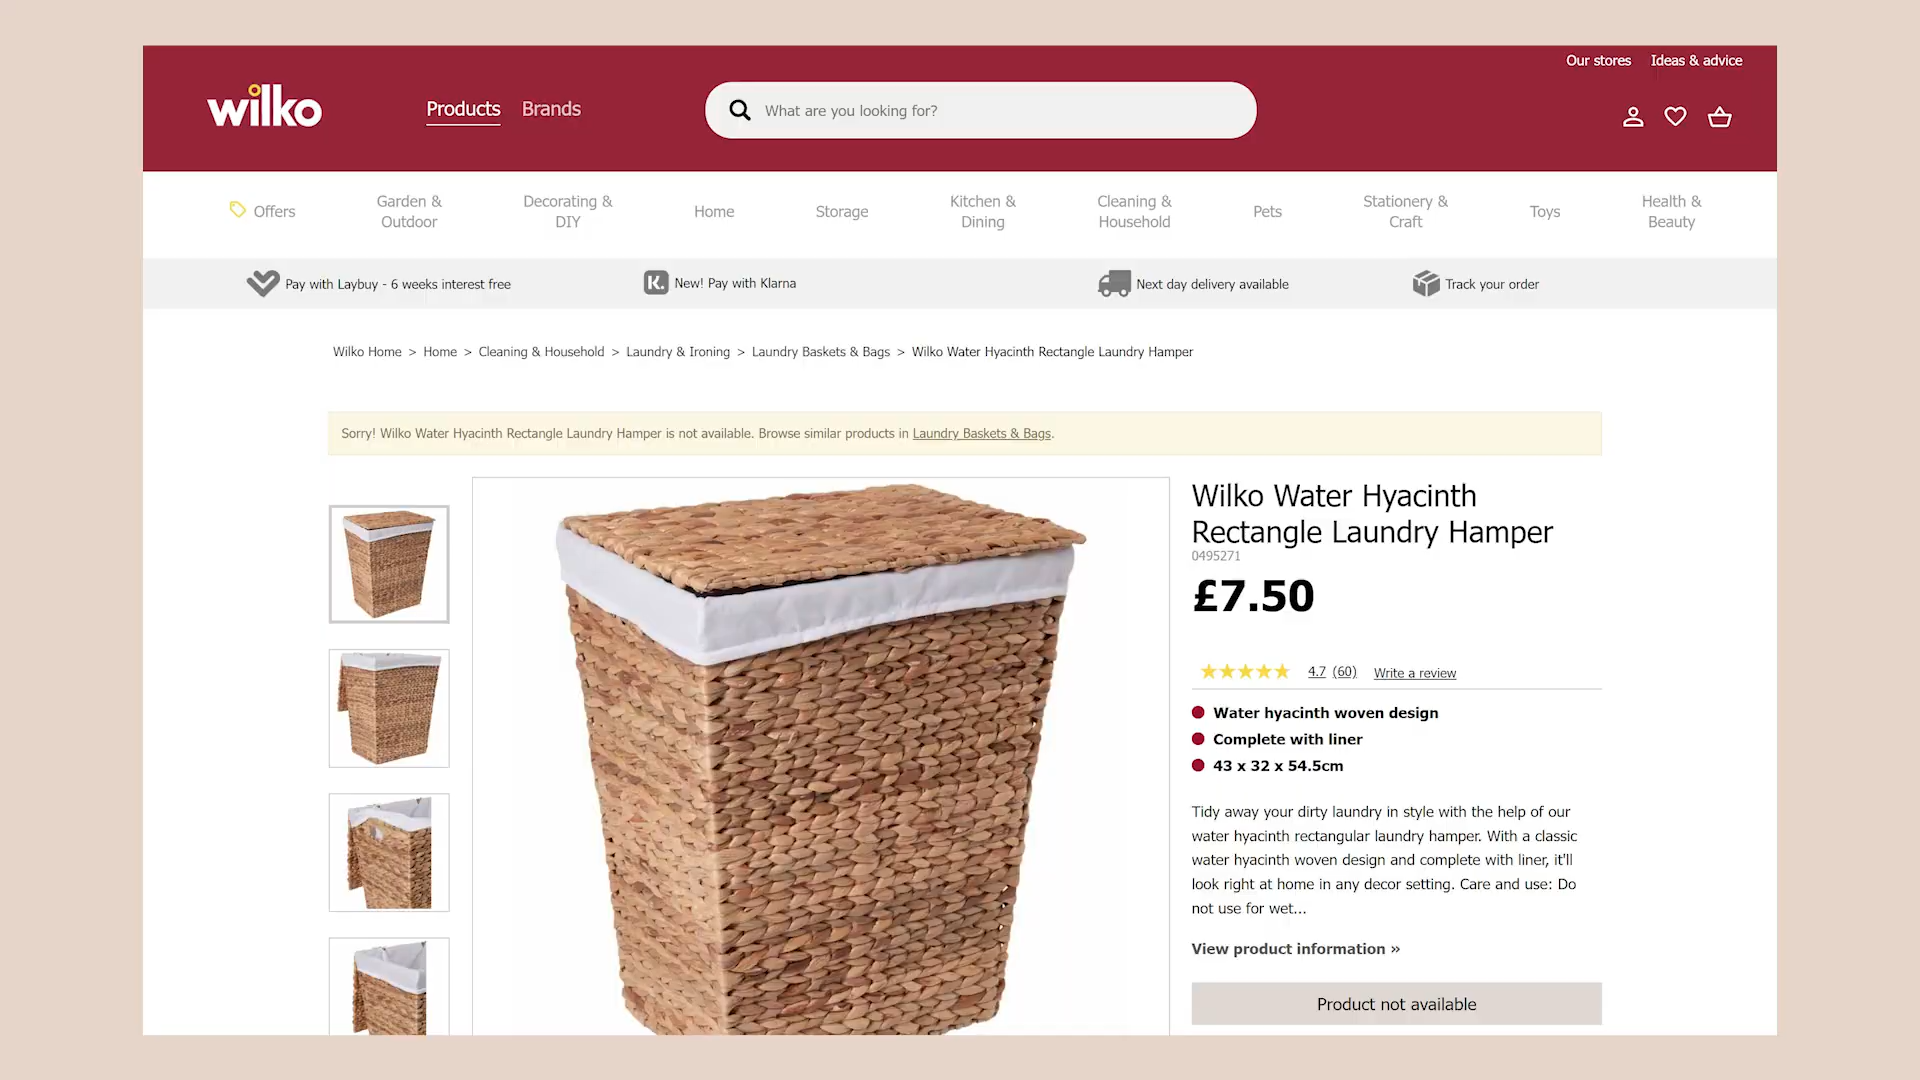 Our stores Ideas & advice
wilko
Products Brands
What are you looking for?
Offers
Garden &
Outdoor
Decorating &
DIY
Home
Storage
Kitchen &
Dining
Cleaning &
Household
Pets
Stationery &
Craft
Toys
Health &
Beauty
Pay with Laybuy - 6 weeks interest free
K. New! Pay with Klarna
Next day delivery available
Track your order
Wilko Home > Home > Cleaning & Household > Laundry & Ironing > Laundry Baskets & Bags > Wilko Water Hyacinth Rectangle Laundry Hamper
Sorry! Wilko Water Hyacinth Rectangle Laundry Hamper is not available. Browse similar products in Laundry Baskets & Bags.
Wilko Water Hyacinth
Rectangle Laundry Hamper
0495271
£7.50
4.7 (60) Write a review
Water hyacinth woven design
Complete with liner
43 x 32 x 54.5cm
Tidy away your dirty laundry in style with the help of our
water hyacinth rectangular laundry hamper. With a classic
water hyacinth woven design and complete with liner, it'll
look right at home in any decor setting. Care and use: Do
not use for wet...
View product information »
Product not available